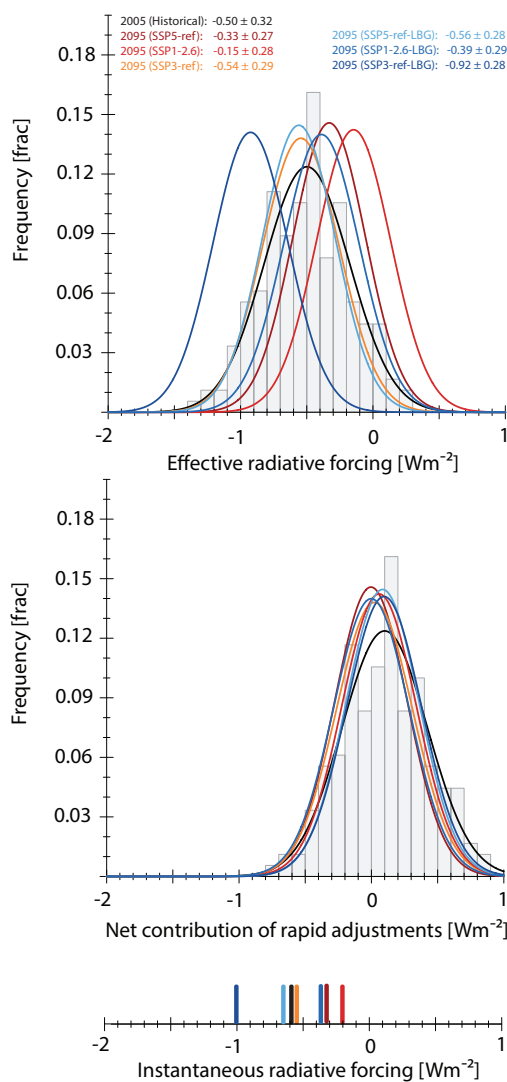 2005 (Historical): -0.50 ± 0.32
2095 (SSP5-ref): -0.33 ± 0.27
2095 (SSP1-2.6): -0.15 ± 0.28
2095 (SSP3-ref): -0.54 ± 0.29
2095 (SSP5-ref-LBG): -0.56 ± 0.28
2095 (SSP1-2.6-LBG): -0.39 ± 0.29
2095 (SSP3-ref-LBG): -0.92 ± 0.28
Frequency [frac]
0.18
0.15
0.12
0.09
0.06
0.03
-2 -1 0 1
Effective radiative forcing [Wm⁻²]
Frequency [frac]
0.18
0.15
0.12
0.09
0.06
0.03
-2 -1 0 1
Net contribution of rapid adjustments [Wm⁻²]
-2 -1 0 1
Instantaneous radiative forcing [Wm⁻²]